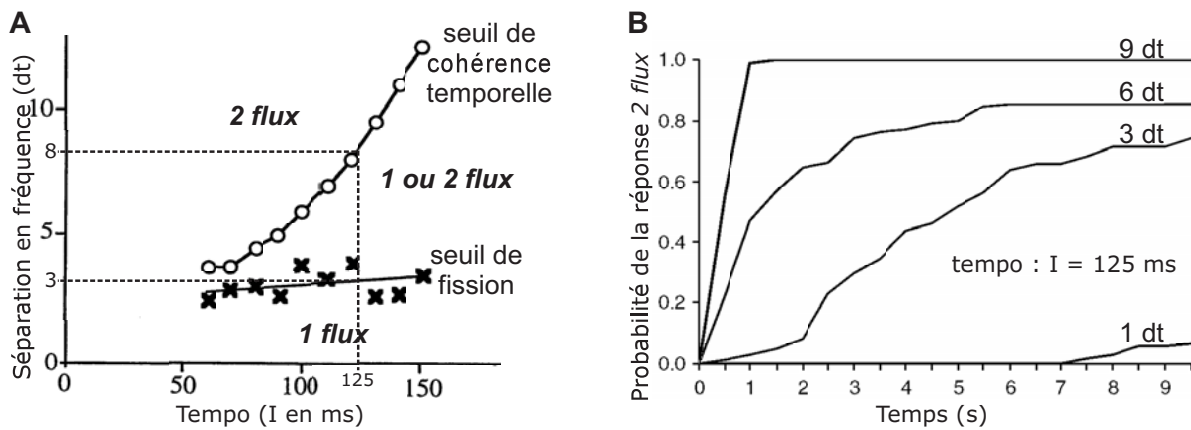 A
Séparation en fréquence (dt)
10
8
5
3
0
seuil de
cohérence
temporelle
2 flux
1 ou 2 flux
seuil de
fission
1 flux
0
50
100
125
150
Tempo (I en ms)
B
Probabilité de la réponse 2 flux
1.0
0.8
0.6
0.4
0.2
0.0
9 dt
6 dt
3 dt
tempo : I = 125 ms
1 dt
0
1
2
3
4
5
6
7
8
9
Temps (s)